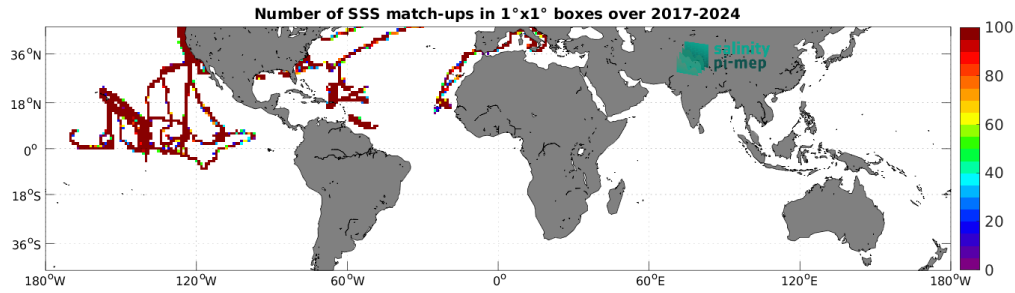 Number of SSS match-ups in 1°x1° boxes over 2017-2024
36°N
18°N
0°
18°S
36°S
180°W
120°W
60°W
0°
60°E
120°E
180°W
salinity
pi-mep
100
80
60
40
20
0